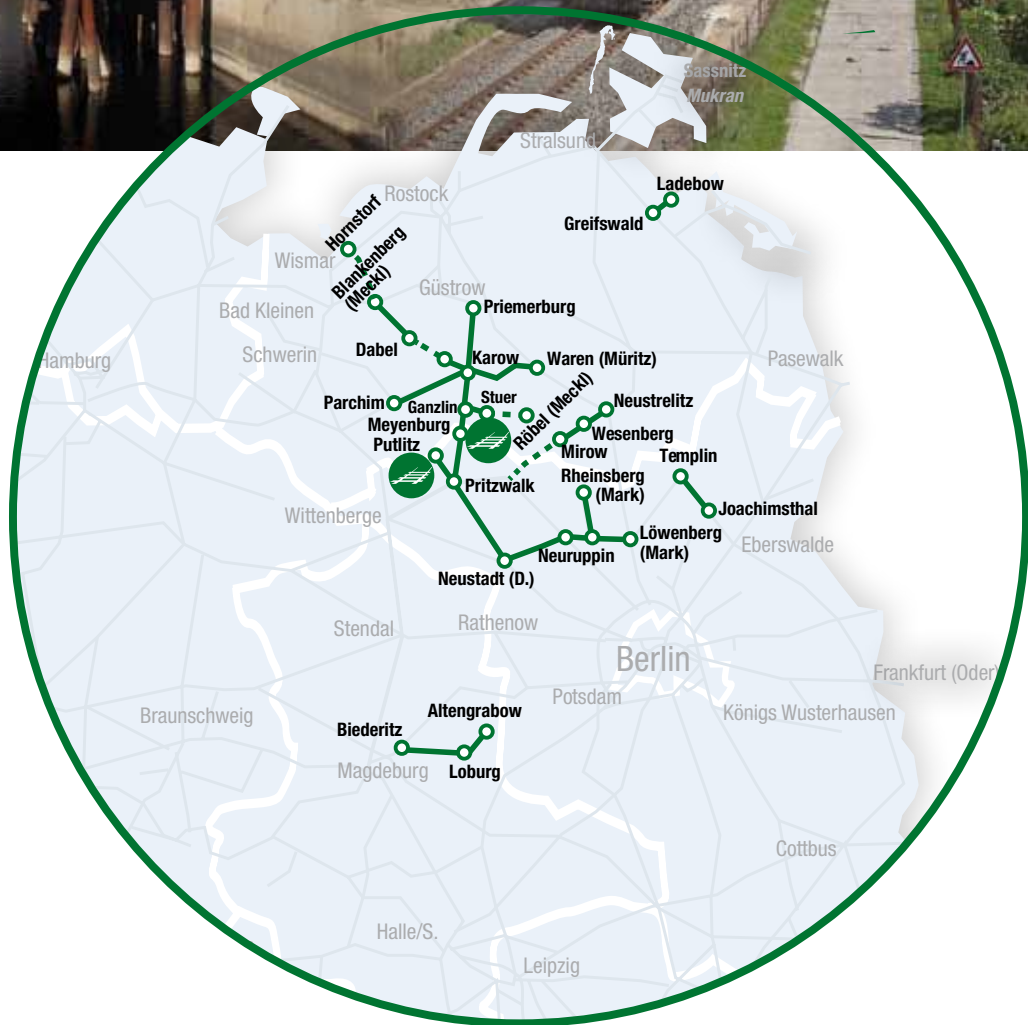 Sassnitz
Mukran
Stralsund
Ladebow
Rostock
Greifswald
Hornstorf
Wismar
Blankenberg
(Meckl)
Güstrow
Priemerburg
Bad Kleinen
Dabel
Schwerin
Karow
Waren (Müritz)
Pasewalk
Hamburg
Parchim
Ganzlin
Stuer
Röbel (Meckl)
Neustrelitz
Meyenburg
Wesenberg
Putlitz
Mirow
Templin
Rheinsberg
(Mark)
Pritzwalk
Joachimsthal
Wittenberge
Löwenberg
(Mark)
Eberswalde
Neuruppin
Neustadt (D.)
Stendal
Rathenow
Berlin
Frankfurt (Oder)
Potsdam
Königs Wusterhausen
Braunschweig
Altengrabow
Biederitz
Magdeburg
Loburg
Cottbus
Halle/S.
Leipzig